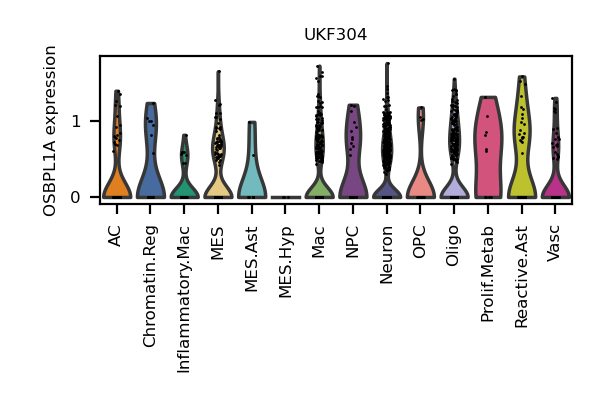 UKF304
OSBPL1A expression
1
0
AC
Chromatin.Reg
Inflammatory.Mac
MES
MES.Ast
MES.Hyp
Mac
NPC
Neuron
OPC
Oligo
Prolif.Metab
Reactive.Ast
Vasc